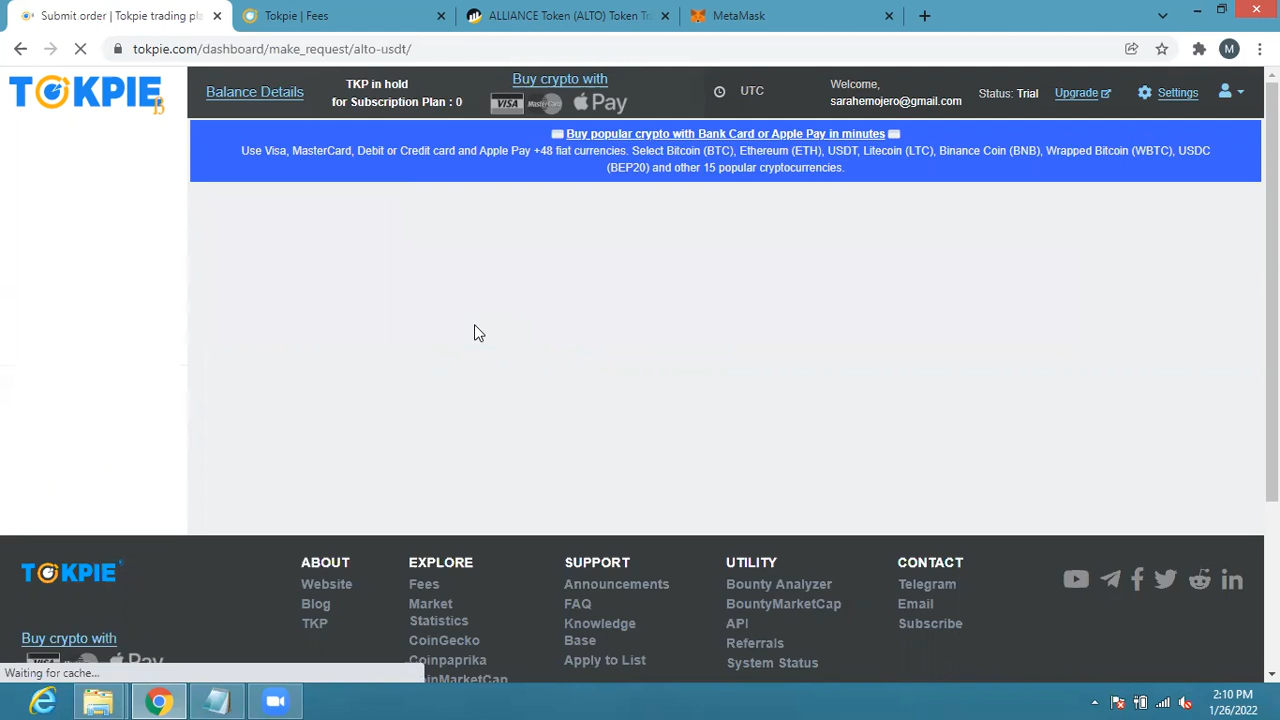 Submit.order | Tokpie trading pl
Tokpie | Fees
ALLIANCE Token (ALTO) Token Tr
MetaMask
tokpie.com/dashboard/make_request/alto-usdt/
M
TOKPIE
Balance Details
TKP in hold
for Subscription Plan : 0
Buy crypto with
VISA MasterCard Pay
UTC
Welcome,
sarahemojero@gmail.com
Status: Trial
Upgrade
Settings
Buy popular crypto with Bank Card or Apple Pay in minutes
Use Visa, MasterCard, Debit or Credit card and Apple Pay +48 fiat currencies. Select Bitcoin (BTC), Ethereum (ETH), USDT, Litecoin (LTC), Binance Coin (BNB), Wrapped Bitcoin (WBTC), USDC
(BEP20) and other 15 popular cryptocurrencies.
TOKPIE
Buy crypto with
Pay
ABOUT
Website
Blog
TKP
EXPLORE
Fees
Market
Statistics
CoinGecko
Coinpaprika
CoinMarketCap
SUPPORT
Announcements
FAQ
Knowledge
Base
Apply to List
UTILITY
Bounty Analyzer
BountyMarketCap
API
Referrals
System Status
CONTACT
Telegram
Email
Subscribe
Waiting for cache...
2:10 PM
1/26/2022